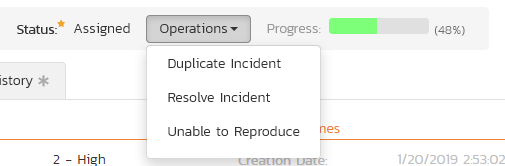 Status:* Assigned Operations Progress: (48%)
Duplicate Incident
istory *
Resolve Incident
Unable to Reproduce mes
2 - High Creation Date: 1/20/2019 2:53:02